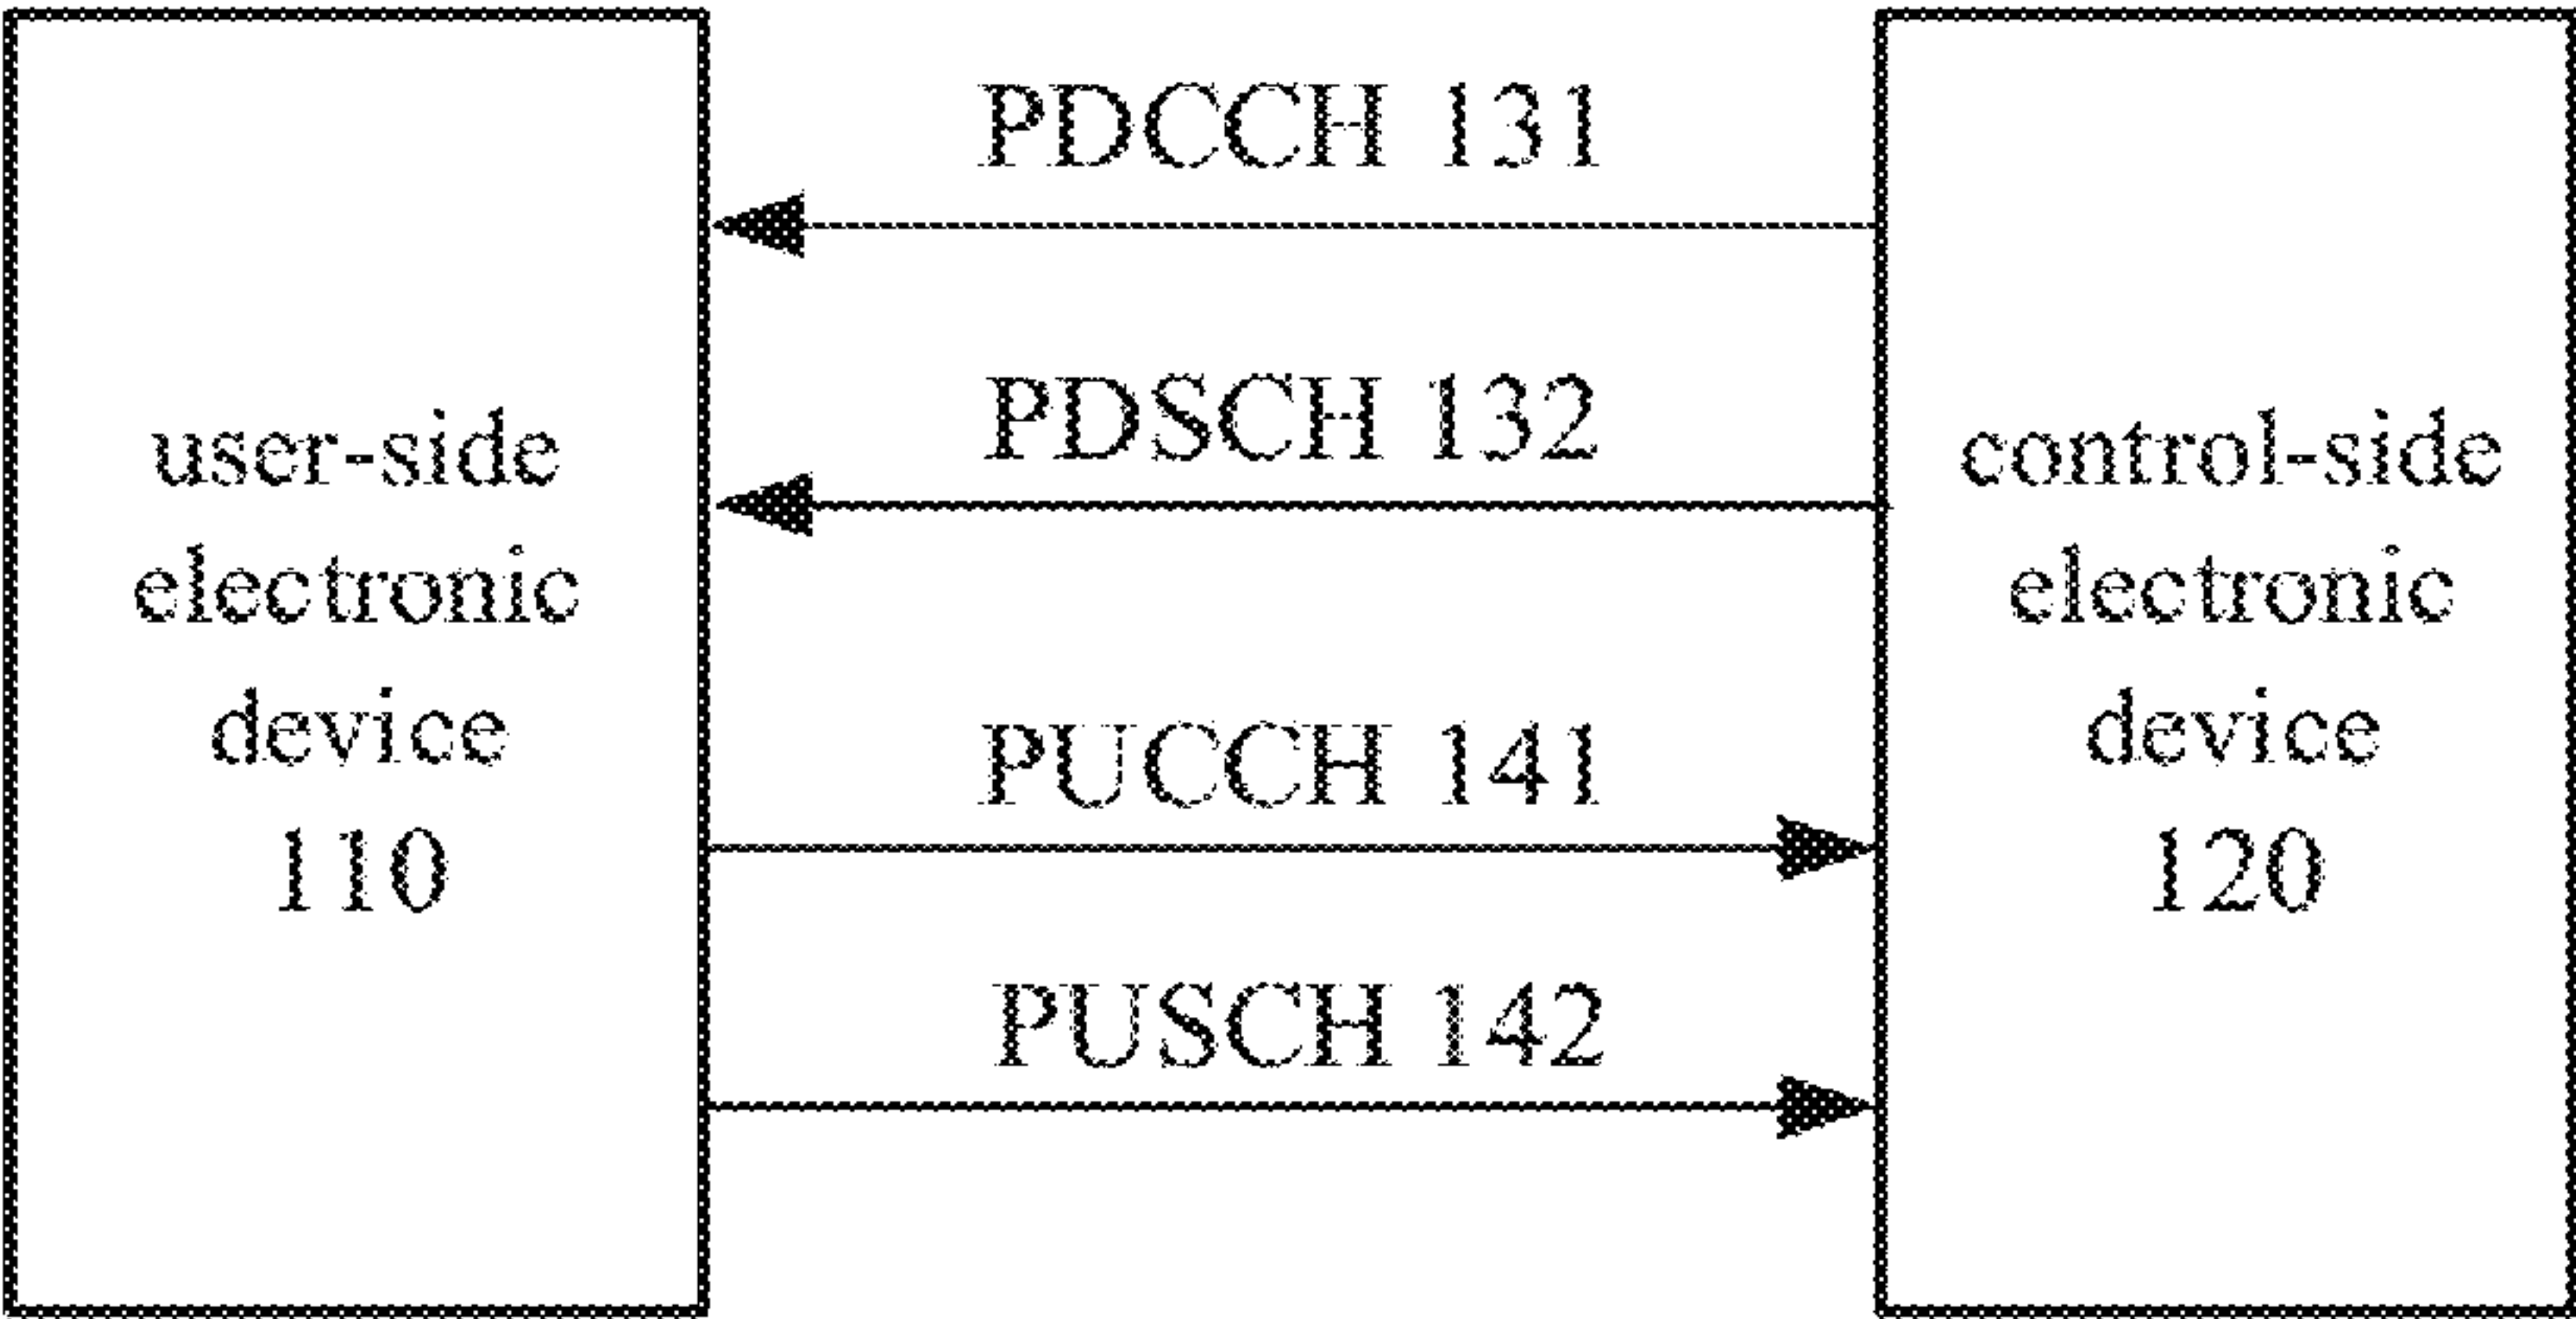 user-side
electronic
device
110
PDCCH 131
PDSCH 132
PUCCH 141
PUSCH 142
control-side
electronic
device
120